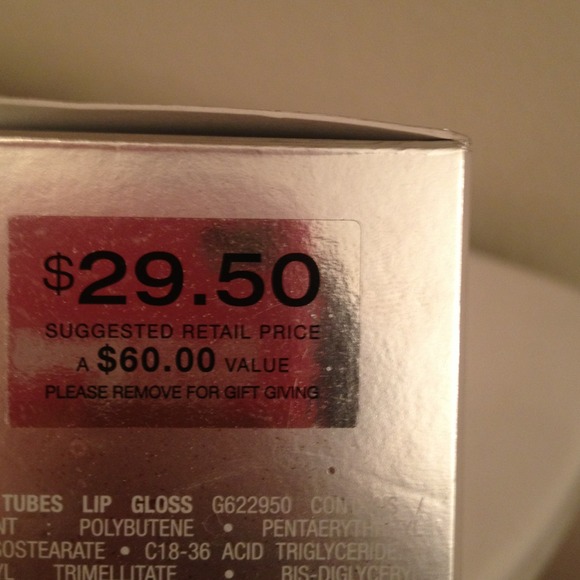 $29.50
SUGGESTED RETAIL PRICE
A $60.00 VALUE
PLEASE REMOVE FOR GIFT GIVING
TUBES LIP GLOSS G622950 /
: POLYBUTENE •
• C18-36 ACID TRIGLYCERIDE
TRIMELLITATE •